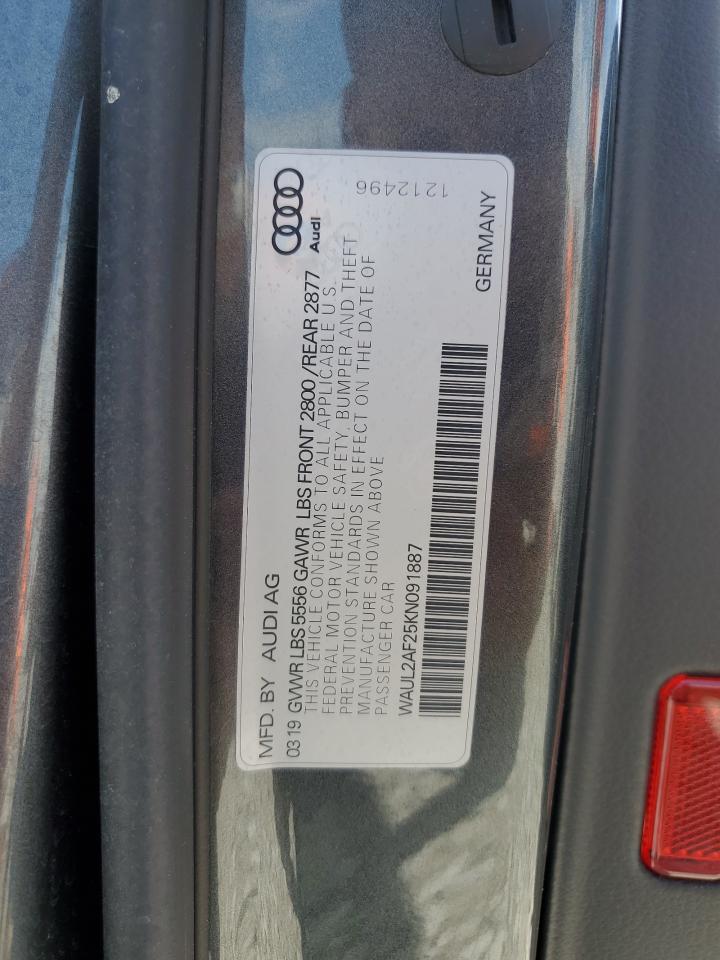 MFD. BY AUDI AG
Audi
03 19 GVWR LBS 5556 GAWR LBS FRONT 2800 / REAR 2877
THIS VEHICLE CONFORMS TO ALL APPLICABLE U S.
FEDERAL MOTOR VEHICLE SAFETY, BUMPER AND THEFT
PREVENTION STANDARDS IN EFFECT ON THE DATE OF
MANUFACTURE SHOWN ABOVE
PASSENGER CAR
WAUL2AF25KN091887
GERMANY
1212496